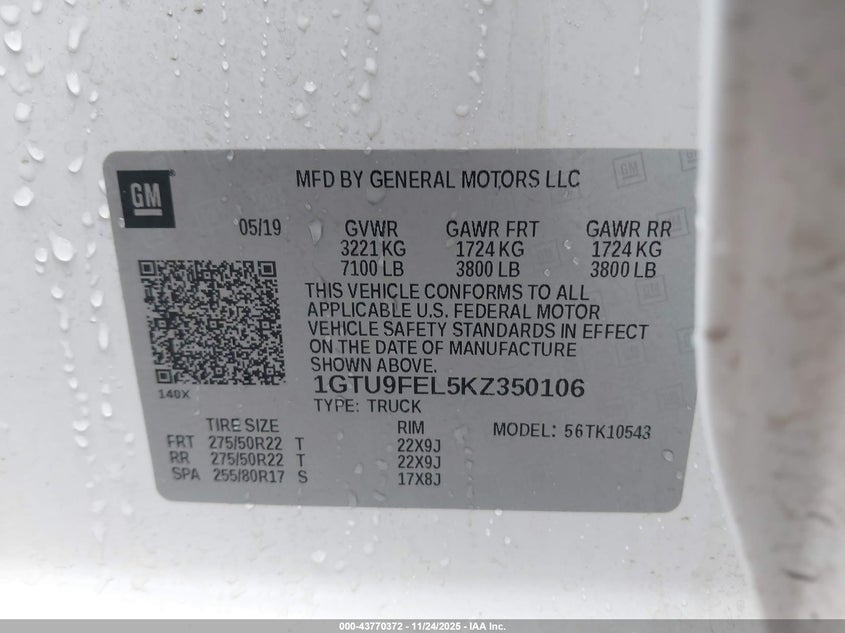 GM
MFD BY GENERAL MOTORS LLC
05/19 GVWR GAWR FRT GAWR RR
3221 KG 1724 KG 1724 KG
7100 LB 3800 LB 3800 LB
THIS VEHICLE CONFORMS TO ALL
APPLICABLE U.S. FEDERAL MOTOR
VEHICLE SAFETY STANDARDS IN EFFECT
ON THE DATE OF MANUFACTURE
SHOWN ABOVE.
1GTU9FEL5KZ350106
140X
TYPE: TRUCK
TIRE SIZE RIM MODEL: 56TK10543
FRT 275/50R22 T 22X9J
RR 275/50R22 T 22X9J
SPA 255/80R17 S 17X8J
000-43770372 - 11/24/2025 - IAA Inc.